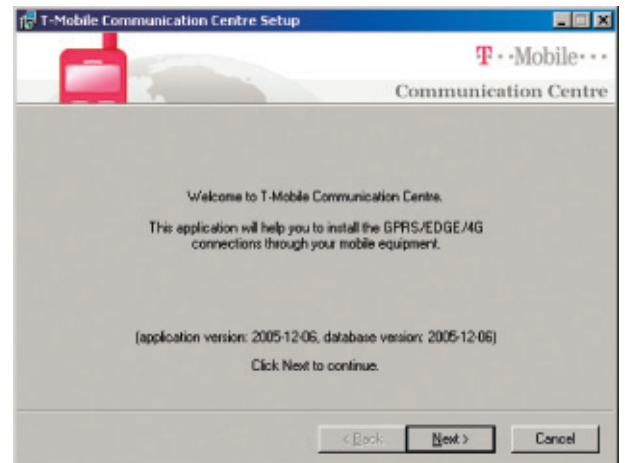 T-Mobile Communication Centre Setup
T··Mobile···
Communication Centre
Welcome to T-Mobile Communication Centre.
This application will help you to install the GPRS/EDGE/4G
connections through your mobile equipment.
(application version: 2005-12-06, database version: 2005-12-06)
Click Next to continue.
< Back
Next >
Cancel